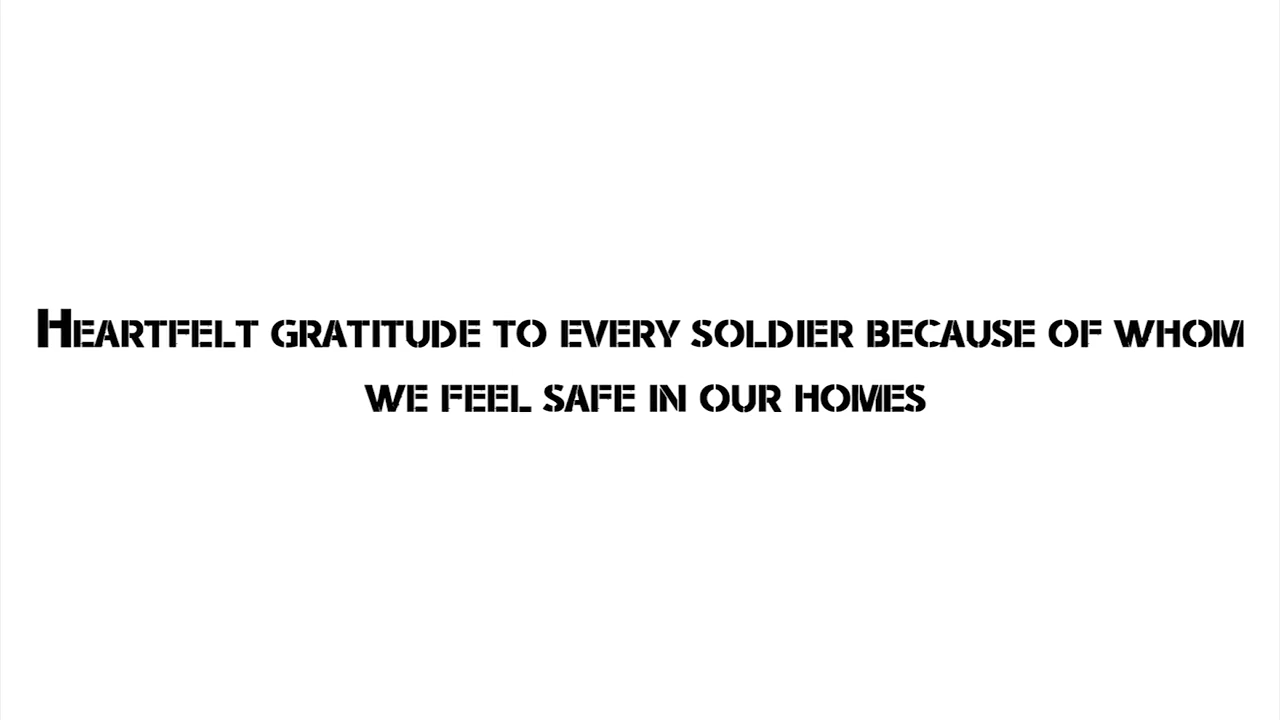 Heartfelt gratitude to every soldier because of whom
we feel safe in our homes